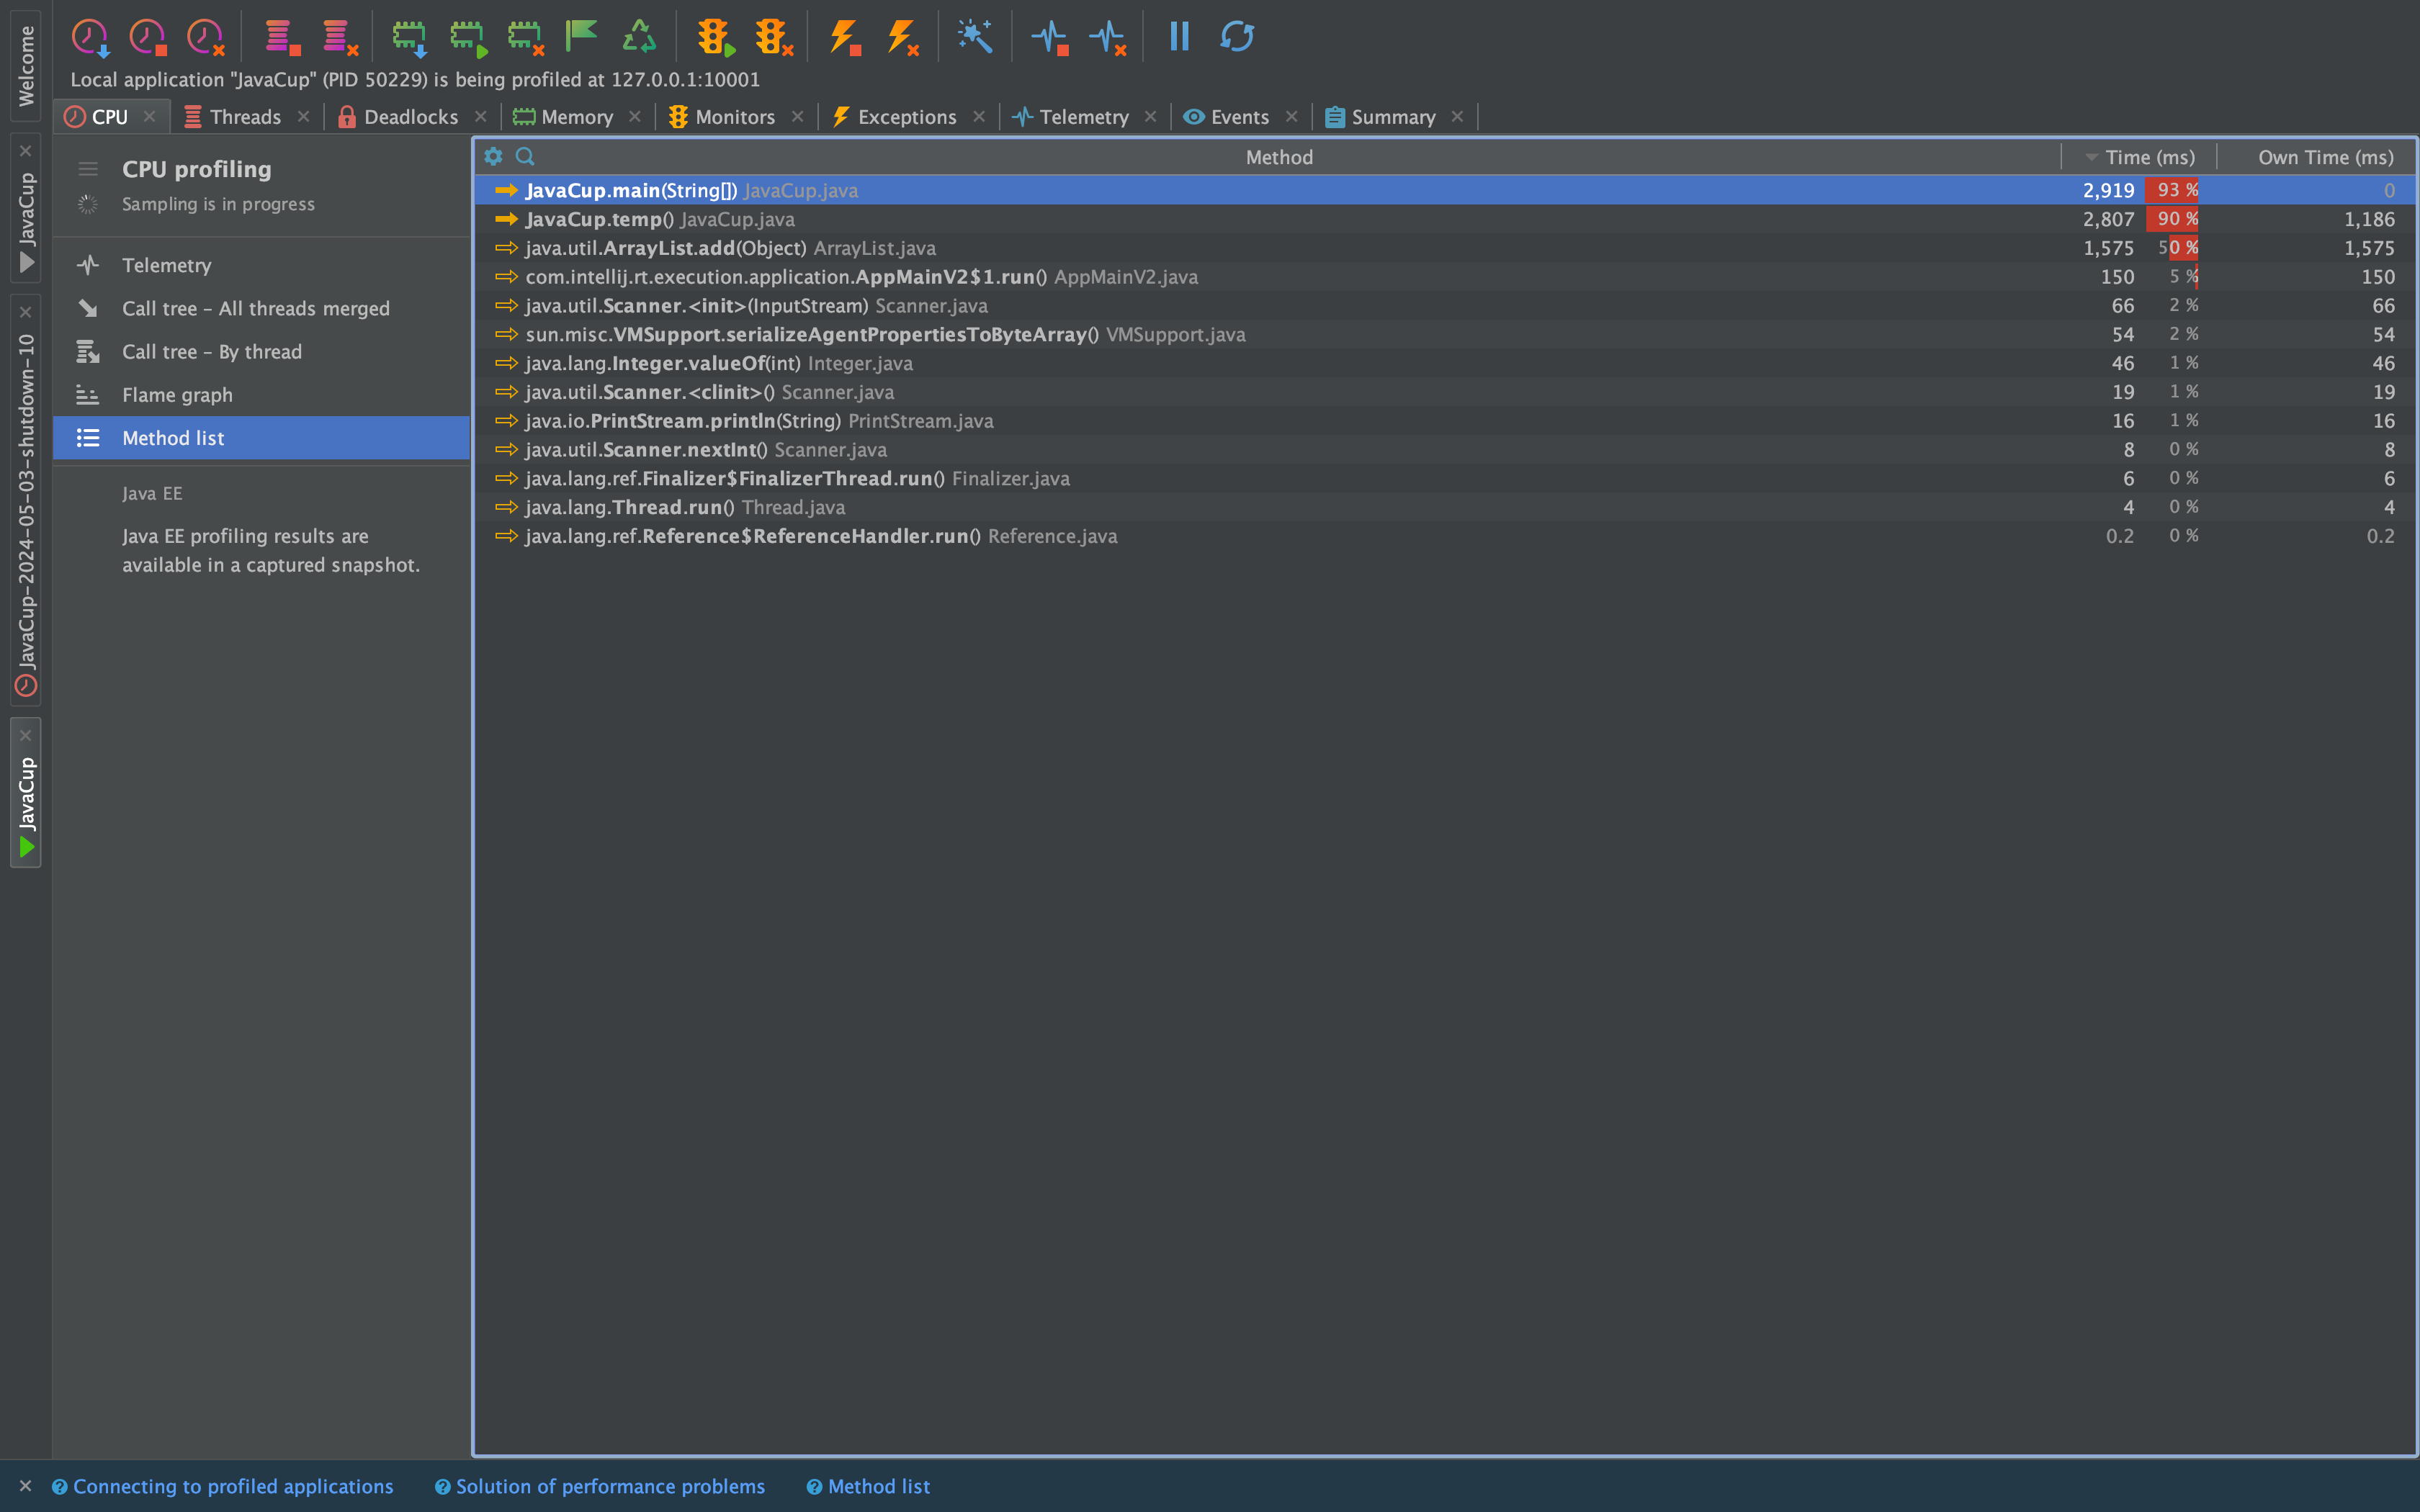 Welcome
JavaCup
JavaCup-2024-05-03-shutdown-10
JavaCup
Local application "JavaCup" (PID 50229) is being profiled at 127.0.0.1:10001
CPU Threads Deadlocks Memory Monitors Exceptions Telemetry Events Summary
CPU profiling
Sampling is in progress
Telemetry
Call tree – All threads merged
Call tree – By thread
Flame graph
Method list
Java EE
Java EE profiling results are
available in a captured snapshot.
Method Time (ms) Own Time (ms)
JavaCup.main(String[]) JavaCup.java 2,919 93 % 0
JavaCup.temp() JavaCup.java 2,807 90 % 1,186
java.util.ArrayList.add(Object) ArrayList.java 1,575 50 % 1,575
com.intellij.rt.execution.application.AppMainV2$1.run() AppMainV2.java 150 5 % 150
java.util.Scanner.<init>(InputStream) Scanner.java 66 2 % 66
sun.misc.VMSupport.serializeAgentPropertiesToByteArray() VMSupport.java 54 2 % 54
java.lang.Integer.valueOf(int) Integer.java 46 1 % 46
java.util.Scanner.<clinit>() Scanner.java 19 1 % 19
java.io.PrintStream.println(String) PrintStream.java 16 1 % 16
java.util.Scanner.nextInt() Scanner.java 8 0 % 8
java.lang.ref.Finalizer$FinalizerThread.run() Finalizer.java 6 0 % 6
java.lang.Thread.run() Thread.java 4 0 % 4
java.lang.ref.Reference$ReferenceHandler.run() Reference.java 0.2 0 % 0.2
Connecting to profiled applications Solution of performance problems Method list